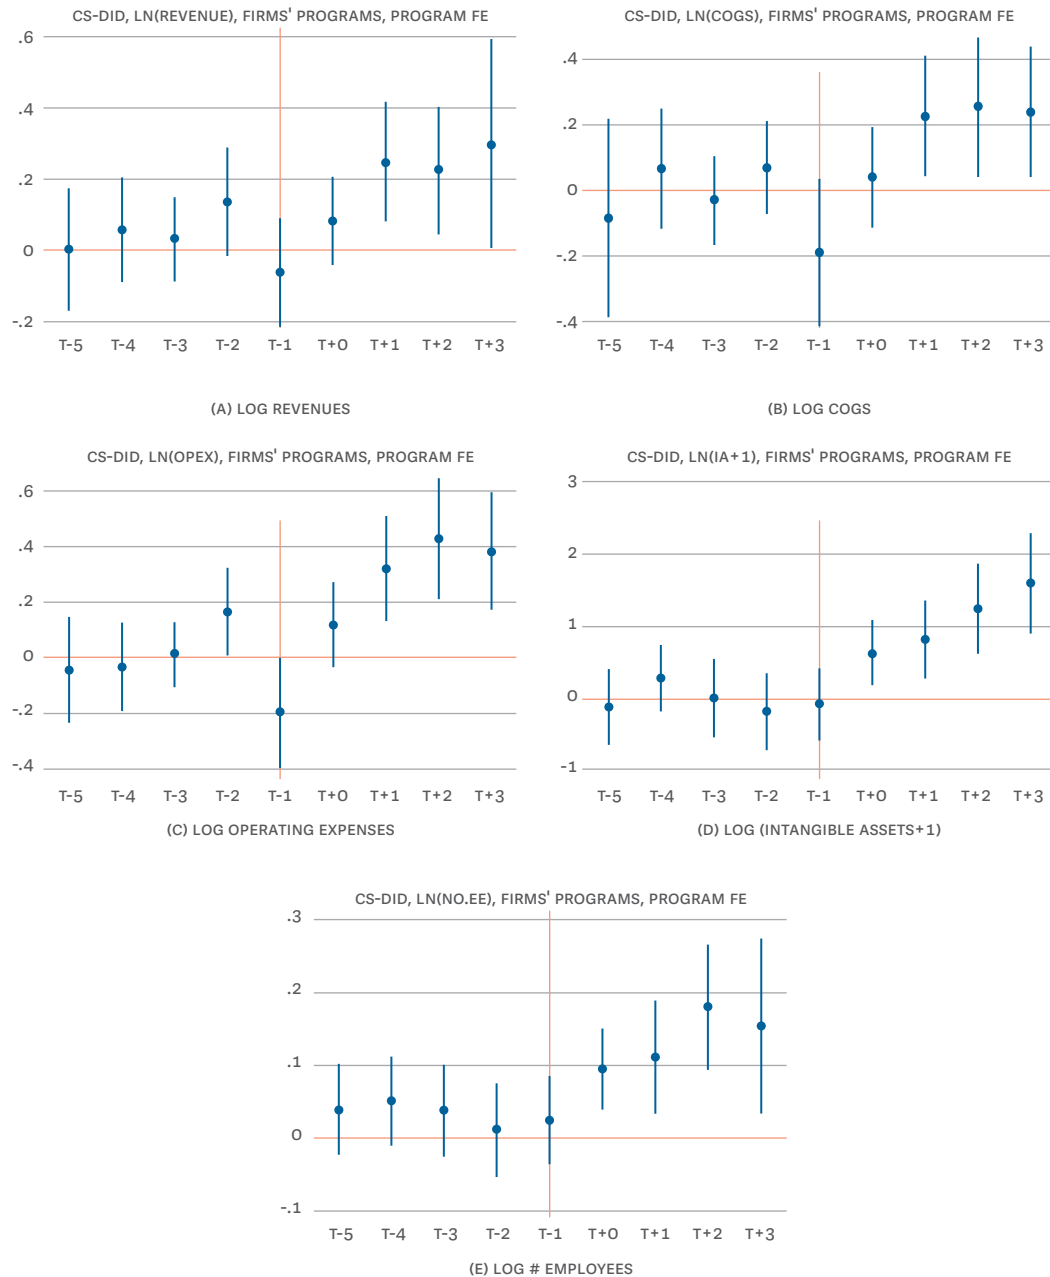 CS-DID, LN(REVENUE), FIRMS' PROGRAMS, PROGRAM FE
.6
.4
.2
0
-.2
T-5 T-4 T-3 T-2 T-1 T+0 T+1 T+2 T+3
(A) LOG REVENUES
CS-DID, LN(COGS), FIRMS' PROGRAMS, PROGRAM FE
.4
.2
0
-.2
-.4
T-5 T-4 T-3 T-2 T-1 T+0 T+1 T+2 T+3
(B) LOG COGS
CS-DID, LN(OPEX), FIRMS' PROGRAMS, PROGRAM FE
.6
.4
.2
0
-.2
-.4
T-5 T-4 T-3 T-2 T-1 T+0 T+1 T+2 T+3
(C) LOG OPERATING EXPENSES
CS-DID, LN(IA+1), FIRMS' PROGRAMS, PROGRAM FE
3
2
1
0
-1
T-5 T-4 T-3 T-2 T-1 T+0 T+1 T+2 T+3
(D) LOG (INTANGIBLE ASSETS+1)
CS-DID, LN(NO.EE), FIRMS' PROGRAMS, PROGRAM FE
.3
.2
.1
0
-.1
T-5 T-4 T-3 T-2 T-1 T+0 T+1 T+2 T+3
(E) LOG # EMPLOYEES